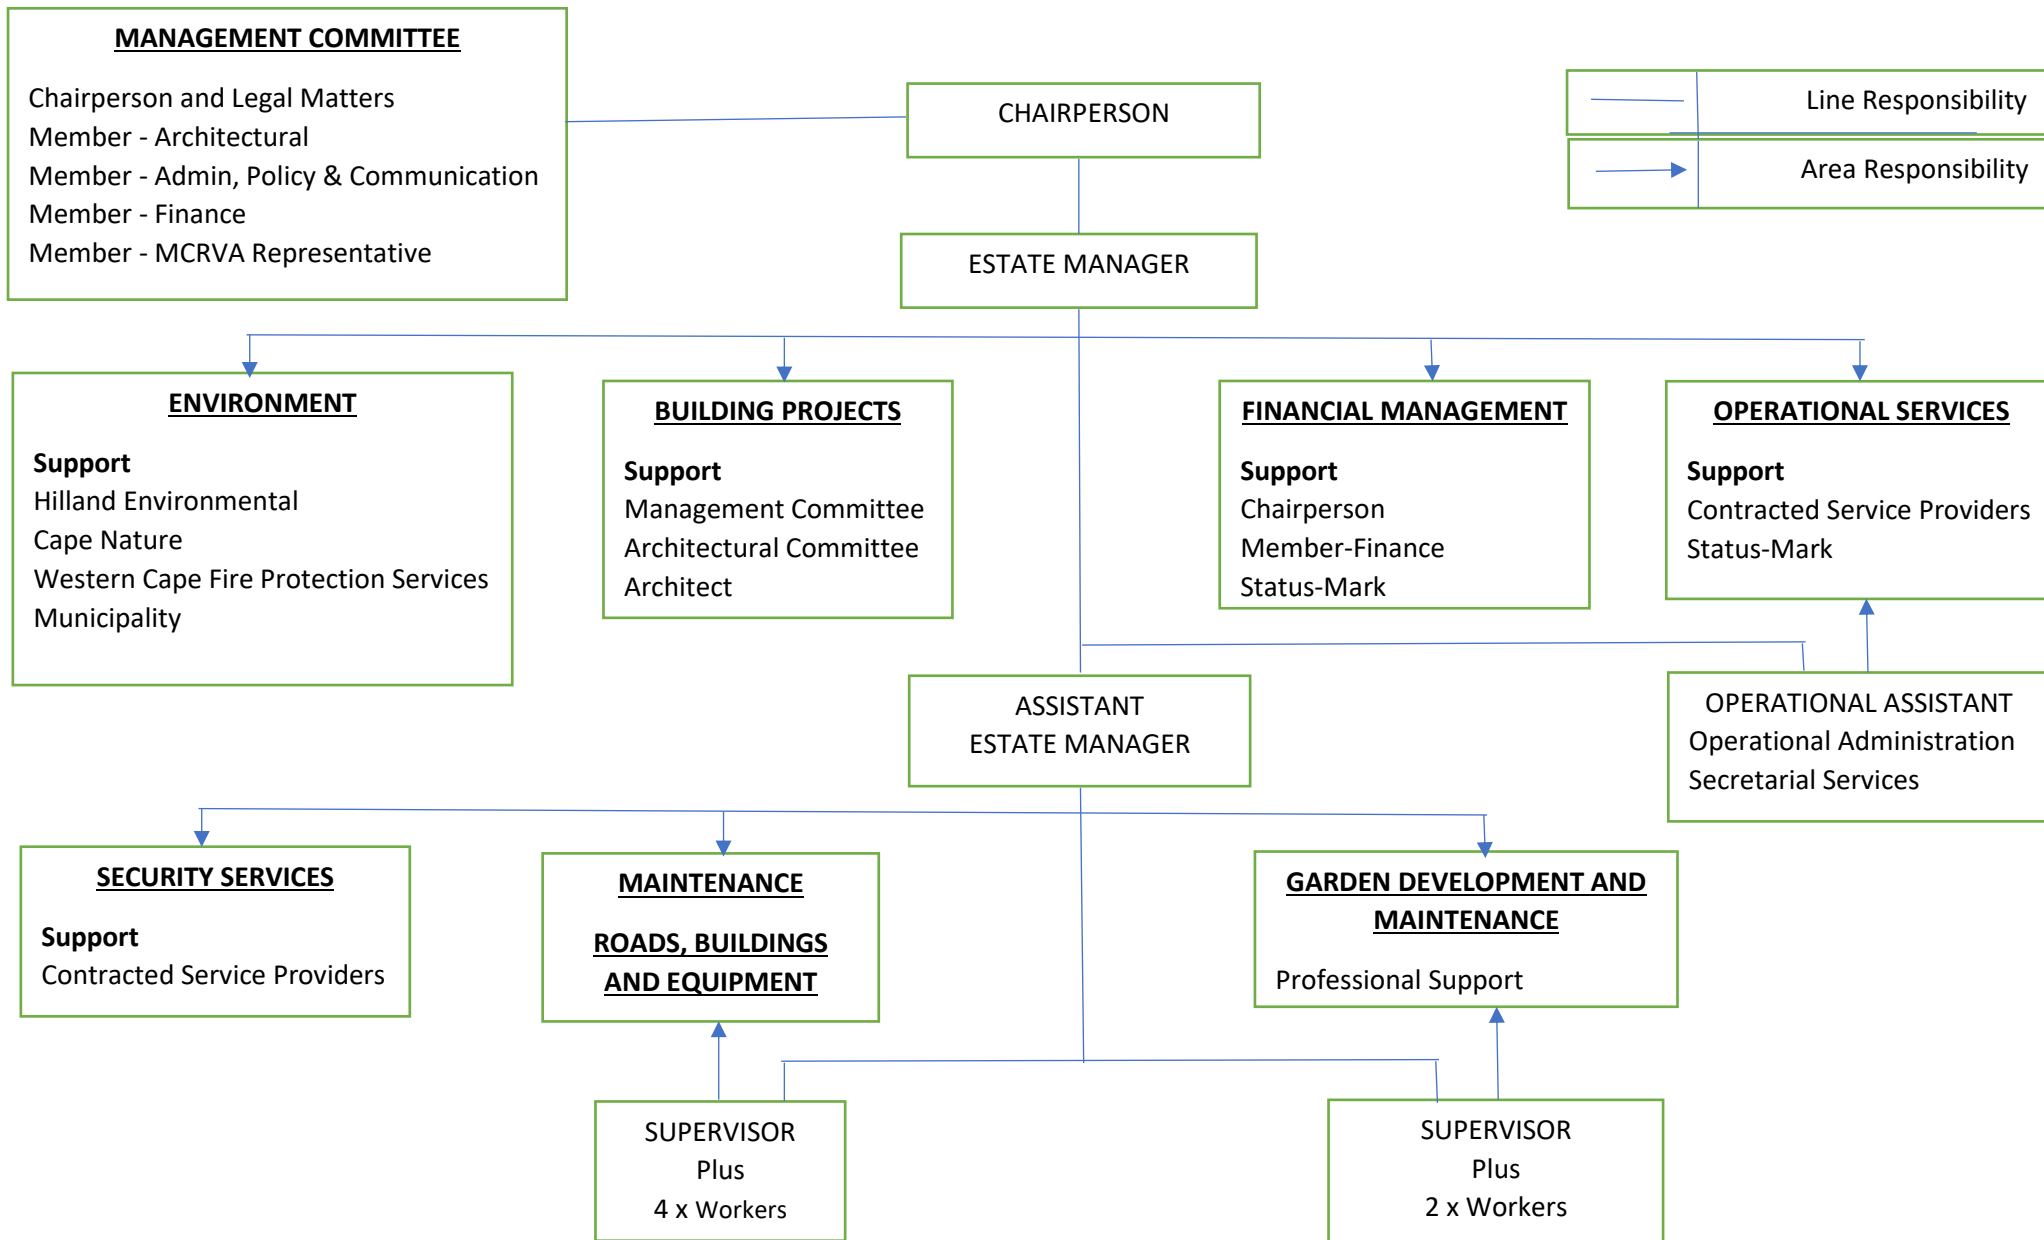 MANAGEMENT COMMITTEE
Chairperson and Legal Matters
Member - Architectural
Member - Admin, Policy & Communication
Member - Finance
Member - MCRVA Representative
CHAIRPERSON
Line Responsibility
Area Responsibility
ESTATE MANAGER
ENVIRONMENT
Support
Hilland Environmental
Cape Nature
Western Cape Fire Protection Services
Municipality
BUILDING PROJECTS
Support
Management Committee
Architectural Committee
Architect
FINANCIAL MANAGEMENT
Support
Chairperson
Member-Finance
Status-Mark
OPERATIONAL SERVICES
Support
Contracted Service Providers
Status-Mark
ASSISTANT
ESTATE MANAGER
OPERATIONAL ASSISTANT
Operational Administration
Secretarial Services
SECURITY SERVICES
Support
Contracted Service Providers
MAINTENANCE
ROADS, BUILDINGS
AND EQUIPMENT
GARDEN DEVELOPMENT AND
MAINTENANCE
Professional Support
SUPERVISOR
Plus
4 x Workers
SUPERVISOR
Plus
2 x Workers